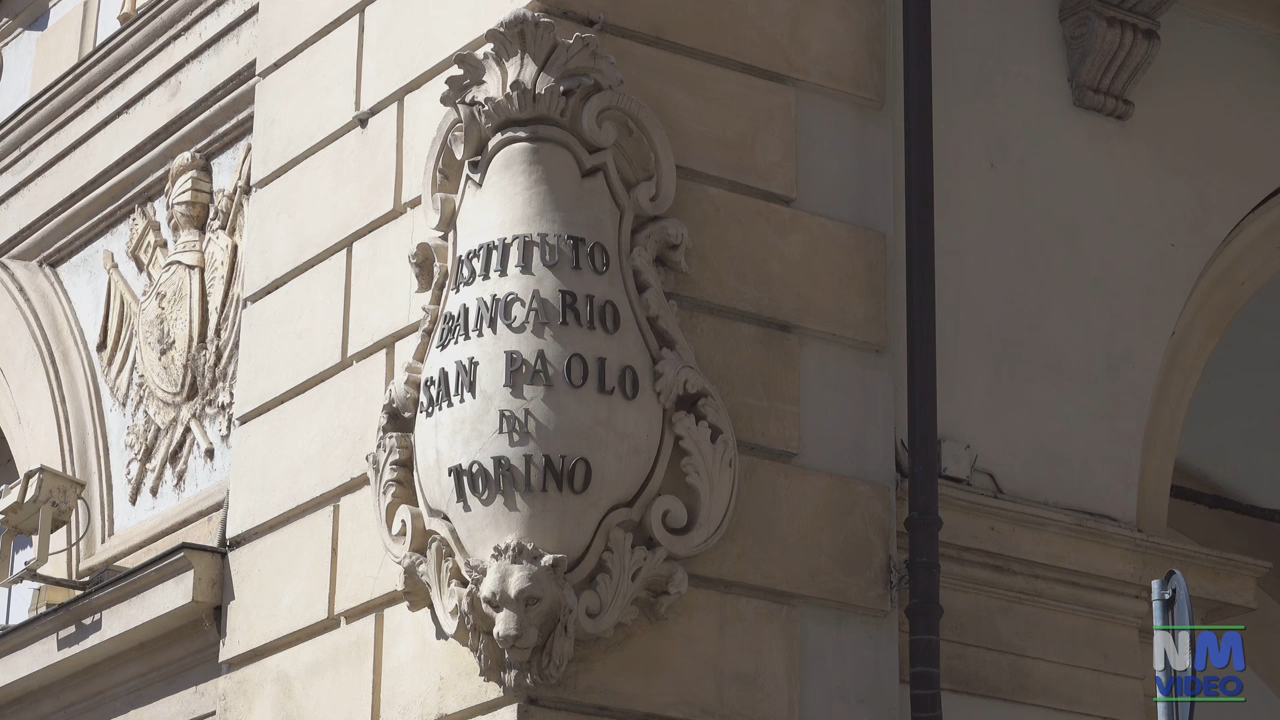 ISTITUTO
BANCARIO
SAN PAOLO
DI
TORINO
NM
VIDEO